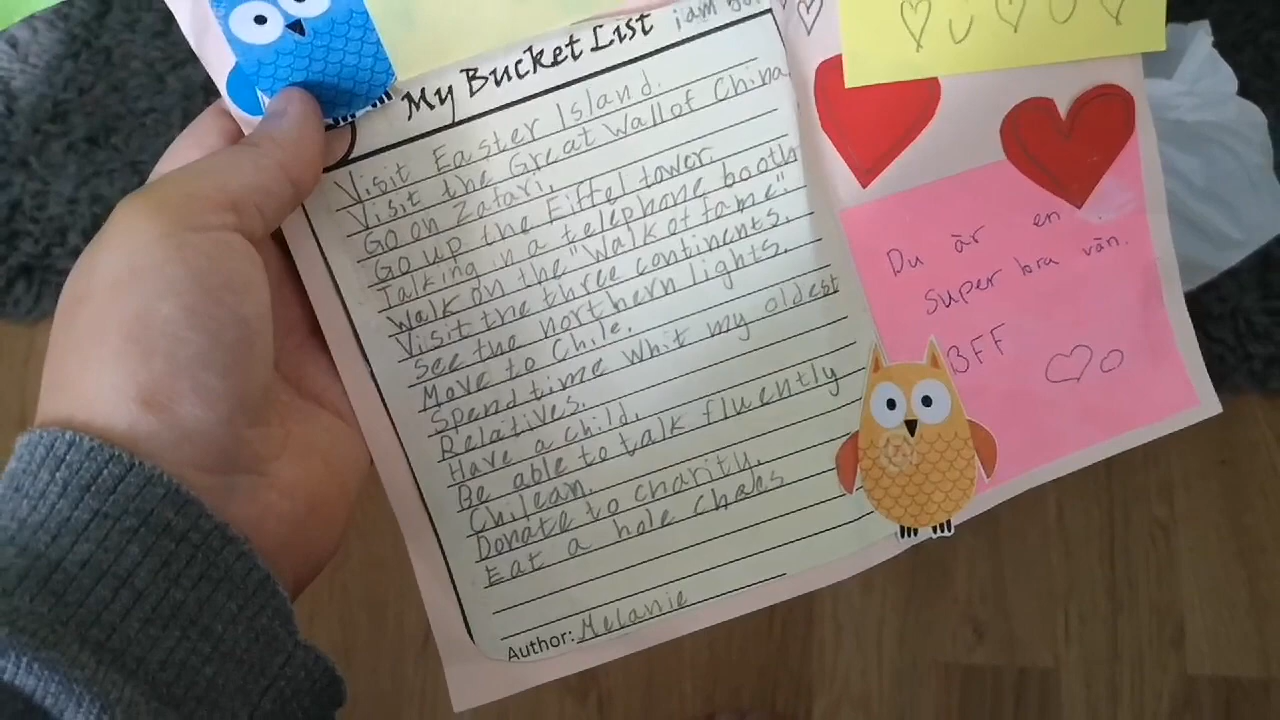 My Bucket List
iam
Visit Easter Island.
Visit the Great Wall of China
Go on Zafari.
Go up the Eiffel tower.
Talking in a telephone booth
Walk on the "Walk of fame".
Visit the three continents.
See the northern lights.
Move to Chile.
Spend time whit my oldest
Relatives.
Have a child.
Be able to talk fluently
Chilean.
Donate to charity.
Eat a hole
Author: Melanie
Du är en
super bra vän.
BFF